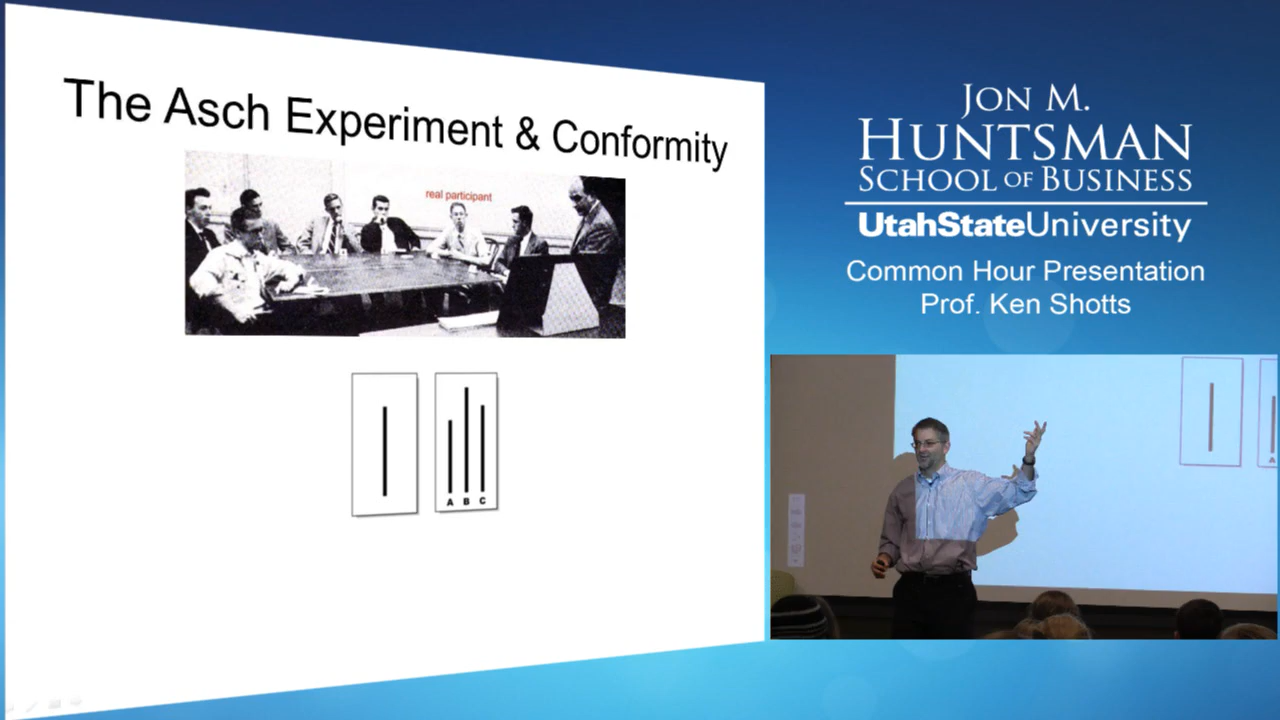 The Asch Experiment & Conformity
real participant
A B C
JON M.
HUNTSMAN
SCHOOL OF BUSINESS
UtahStateUniversity
Common Hour Presentation
Prof. Ken Shotts
A